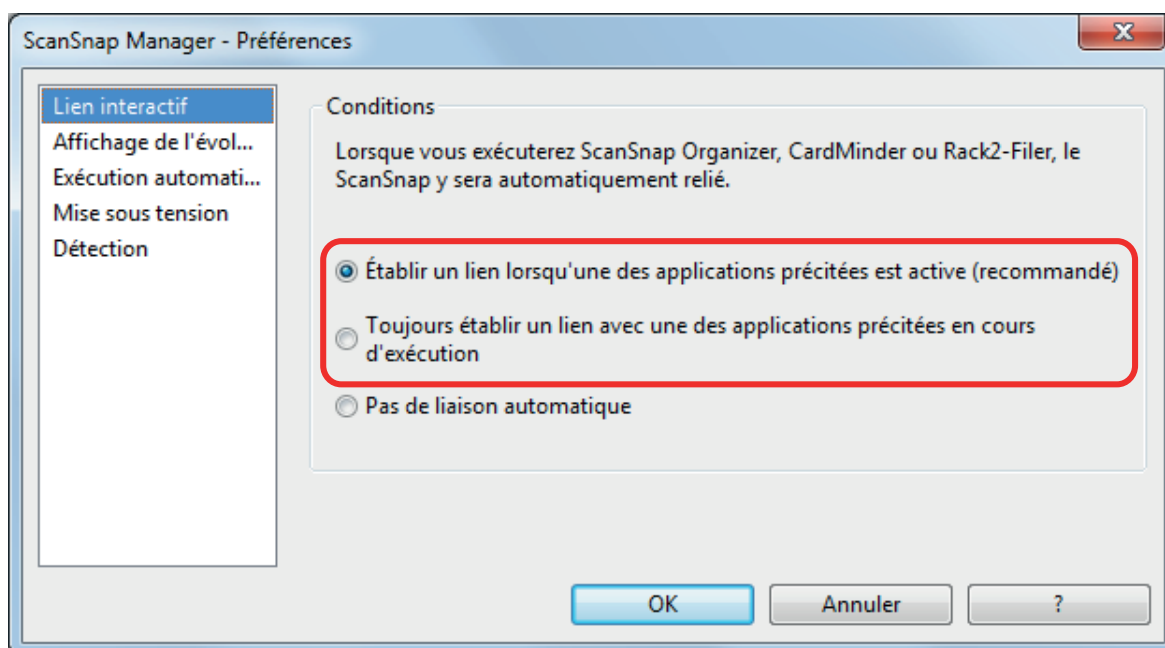 ScanSnap Manager - Préférences
Lien interactif
Affichage de l'évol...
Exécution automati...
Mise sous tension
Détection
Conditions
Lorsque vous exécuterez ScanSnap Organizer, CardMinder ou Rack2-Filer, le
ScanSnap y sera automatiquement relié.
Établir un lien lorsqu'une des applications précitées est active (recommandé)
Toujours établir un lien avec une des applications précitées en cours
d'exécution
Pas de liaison automatique
OK
Annuler
?